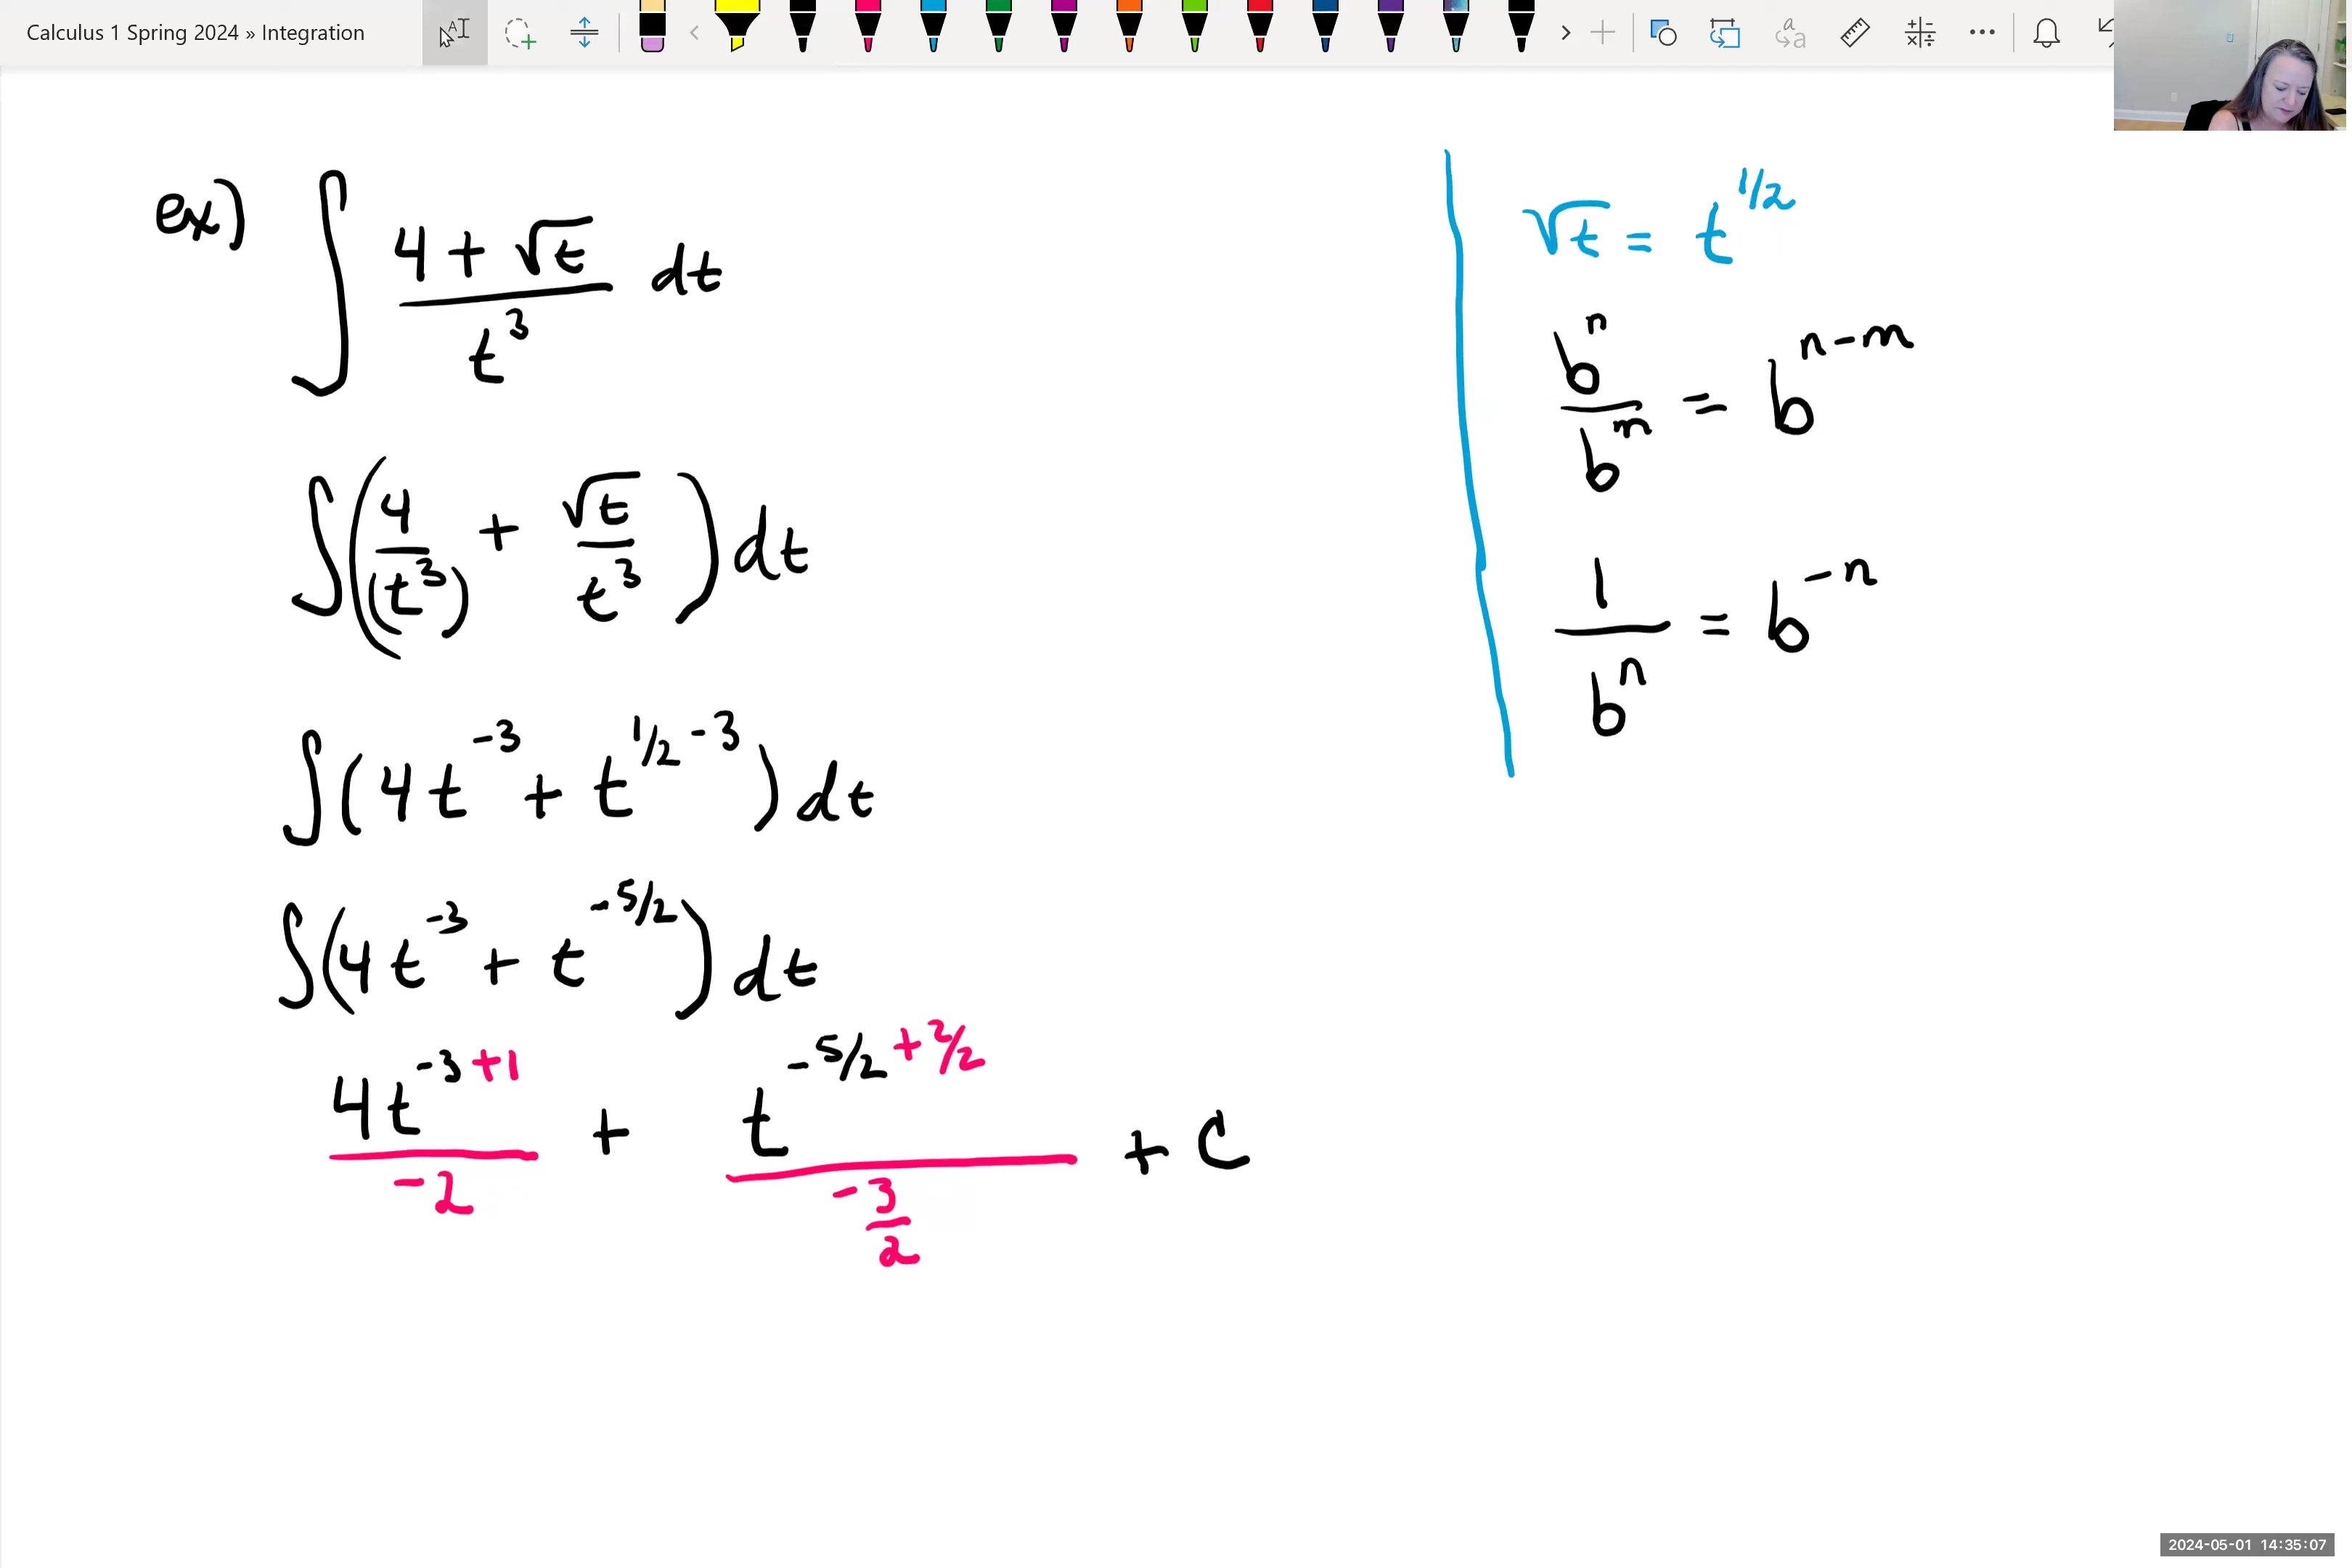 Calculus 1 Spring 2024 » Integration
ex) ∫ (4 + √t)/t³ dt
∫(4/(t³) + √t/t³) dt
∫(4t⁻³ + t^(1/2 - 3)) dt
∫(4t⁻³ + t^(-5/2)) dt
4t^(-3+1)/-2 + t^(-5/2 + 2/2)/(-3/2) + C
√t = t^(1/2)
bⁿ/bᵐ = b^(n-m)
1/bⁿ = b⁻ⁿ
2024-05-01 14:35:07